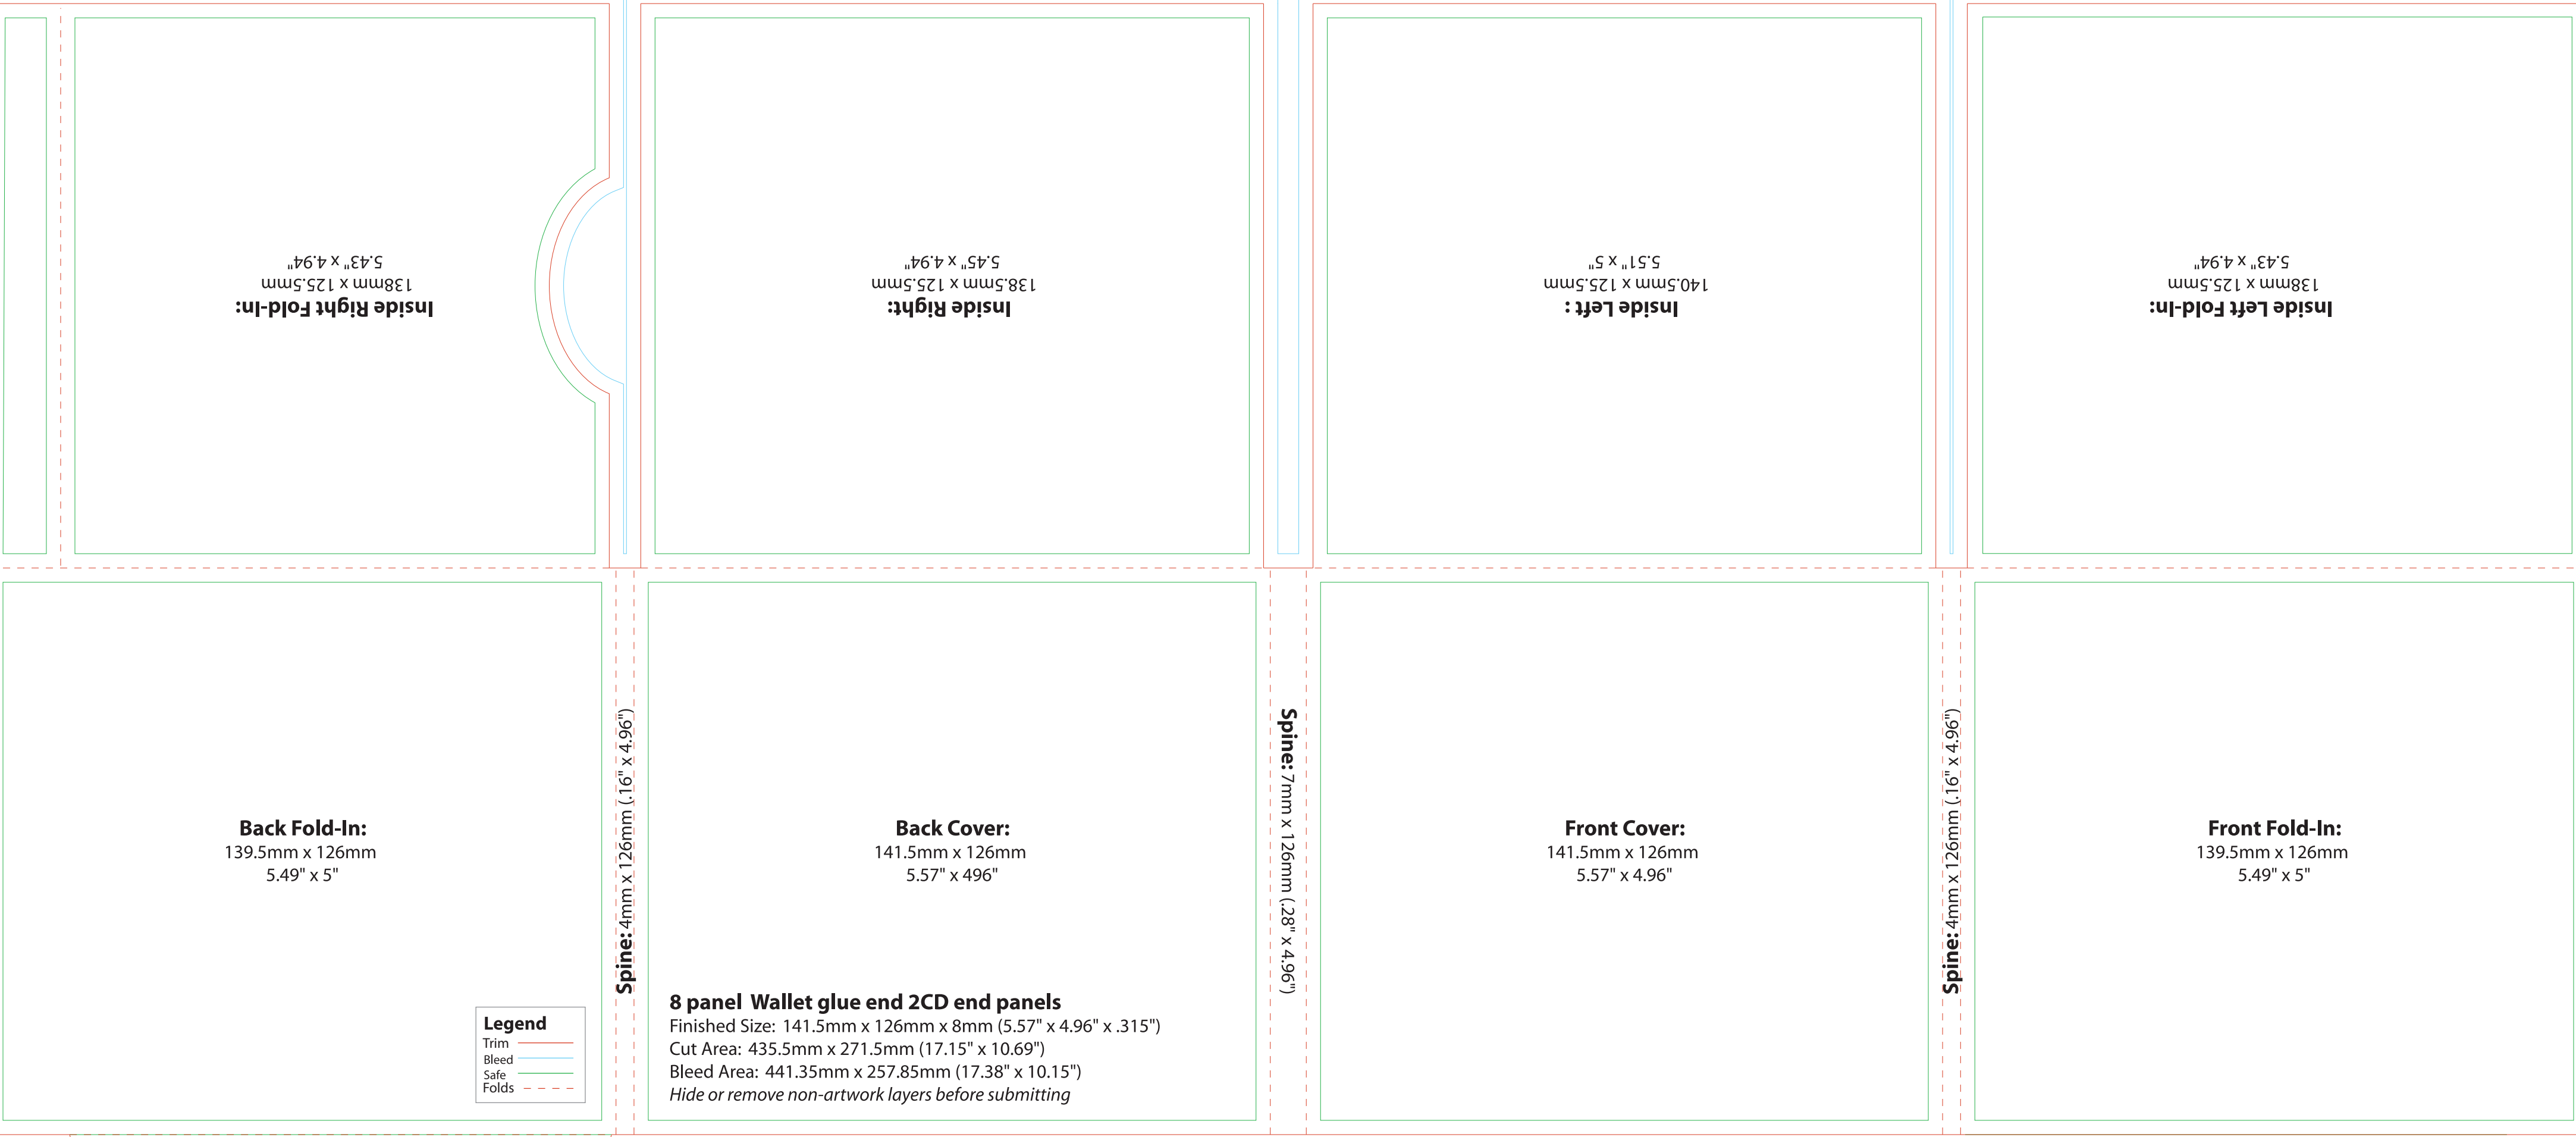 Inside Right Fold-In:
138mm x 125.5mm
5.43" x 4.94"
Inside Right:
138.5mm x 125.5mm
5.45" x 4.94"
Inside Left :
140.5mm x 125.5mm
5.51" x 5"
Inside Left Fold-In:
138mm x 125.5mm
5.43" x 4.94"
Back Fold-In:
139.5mm x 126mm
5.49" x 5"
Legend
Trim
Bleed
Safe
Folds
Spine: 4mm x 126mm (.16" x 4.96")
Back Cover:
141.5mm x 126mm
5.57" x 496"
8 panel Wallet glue end 2CD end panels
Finished Size: 141.5mm x 126mm x 8mm (5.57" x 4.96" x .315")
Cut Area: 435.5mm x 271.5mm (17.15" x 10.69")
Bleed Area: 441.35mm x 257.85mm (17.38" x 10.15")
Hide or remove non-artwork layers before submitting
Spine: 7mm x 126mm (.28" x 4.96")
Front Cover:
141.5mm x 126mm
5.57" x 4.96"
Spine: 4mm x 126mm (.16" x 4.96")
Front Fold-In:
139.5mm x 126mm
5.49" x 5"